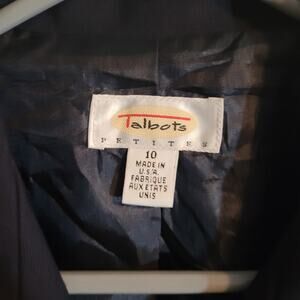 Talbots
PETITES
10
MADE IN
U.S.A.
FABRIQUE
AUX ETATS
UNIS